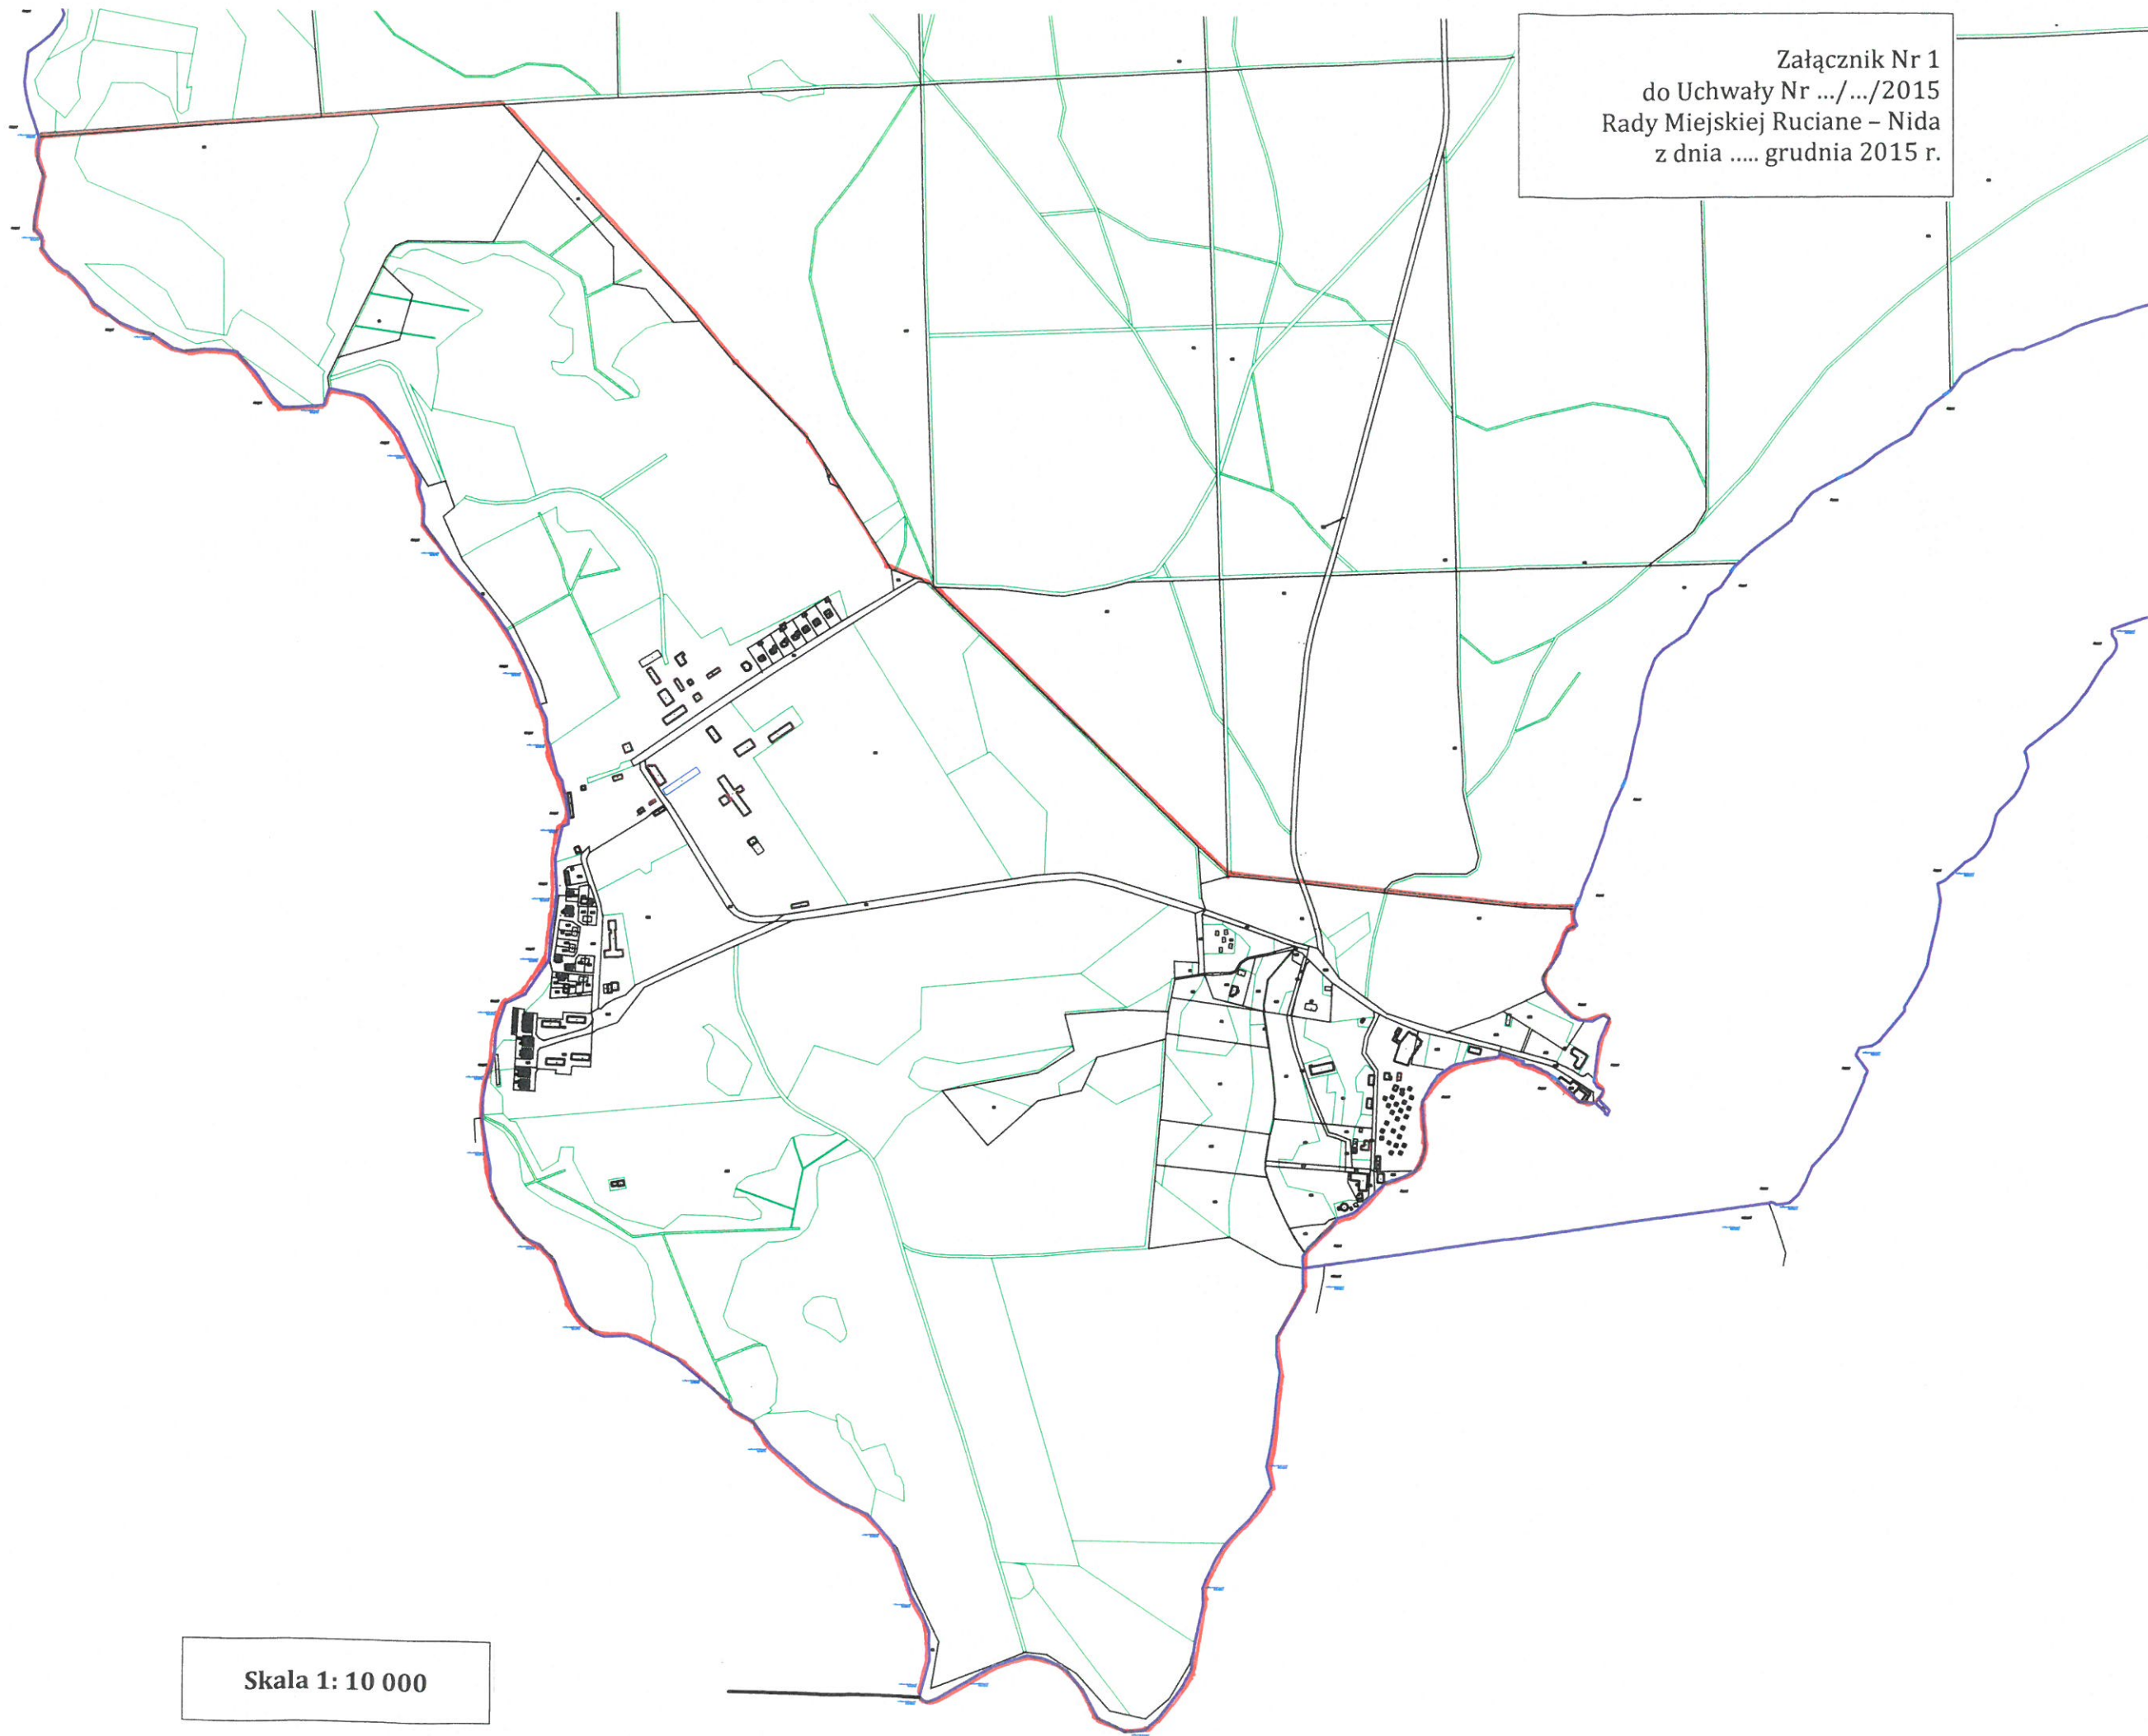 Załącznik Nr 1
do Uchwały Nr .../.../2015
Rady Miejskiej Ruciane – Nida
z dnia ..... grudnia 2015 r.
Skala 1: 10 000